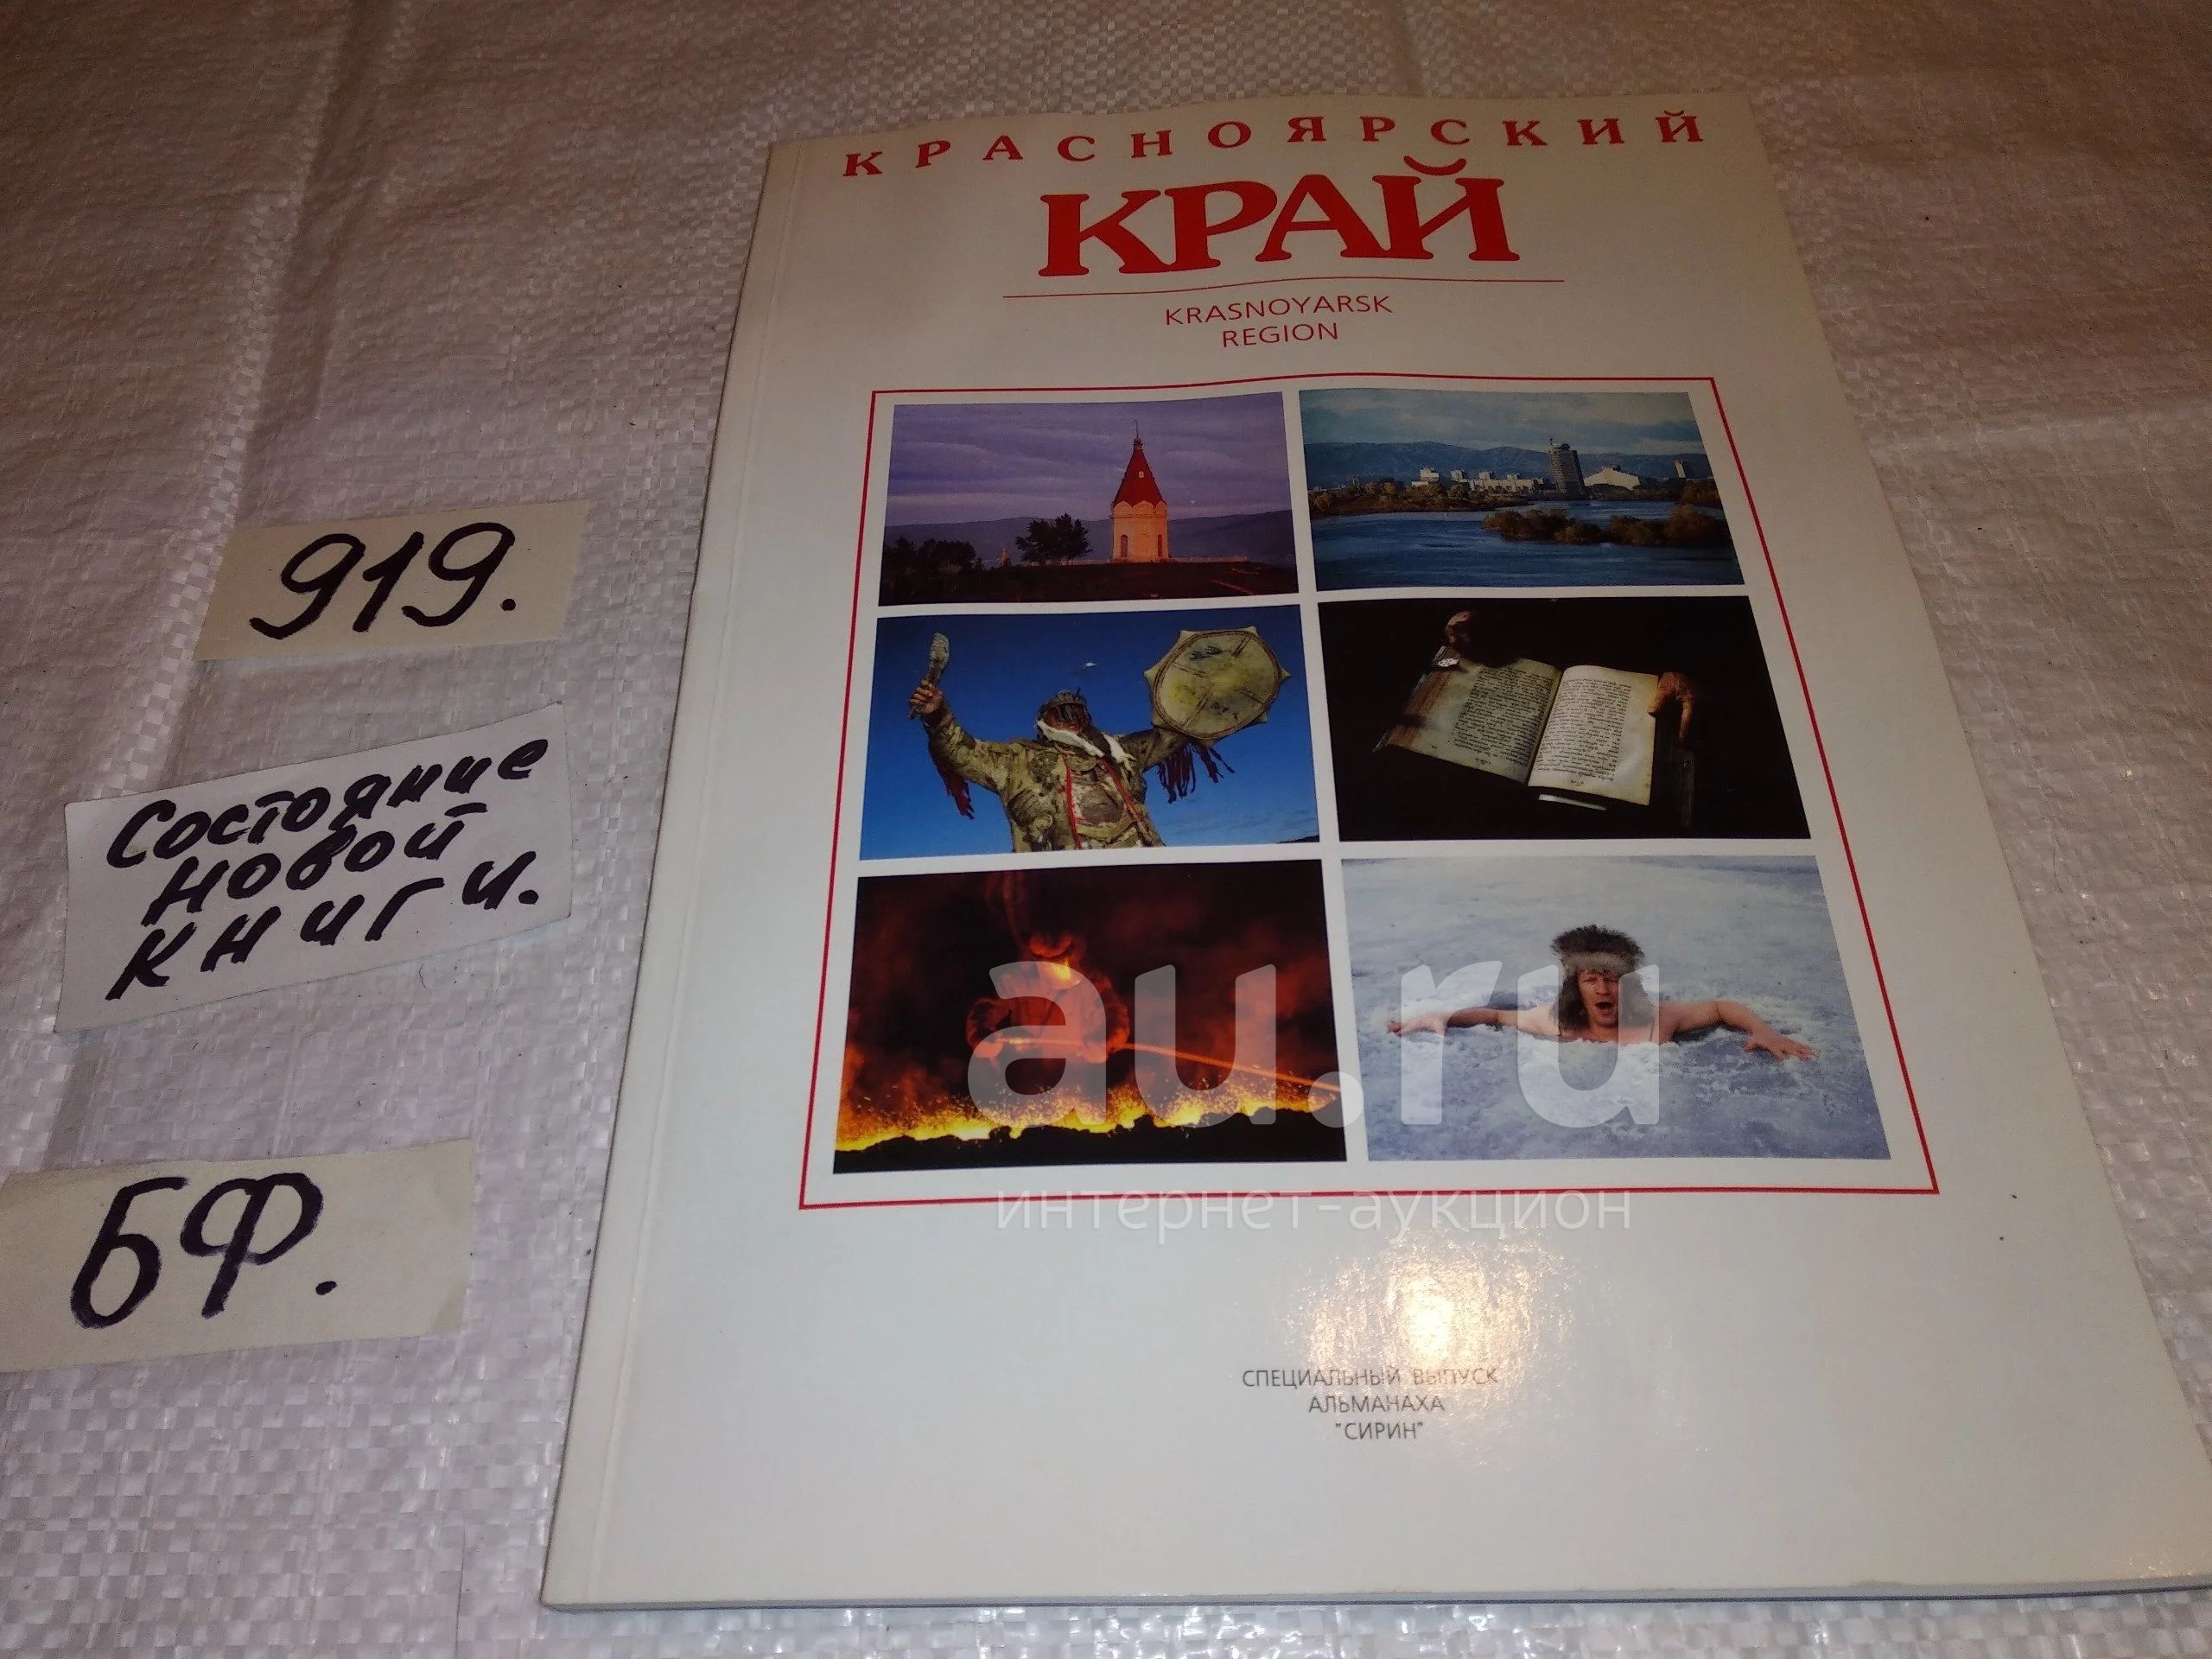 КРАСНОЯРСКИЙ
КРАЙ
KRASNOYARSK
REGION
919.
Состояние
новой
книги.
БФ.
au.ru
интернет-аукцион
СПЕЦИАЛЬНЫЙ ВЫПУСК
АЛЬМАНАХА
"СИРИН"